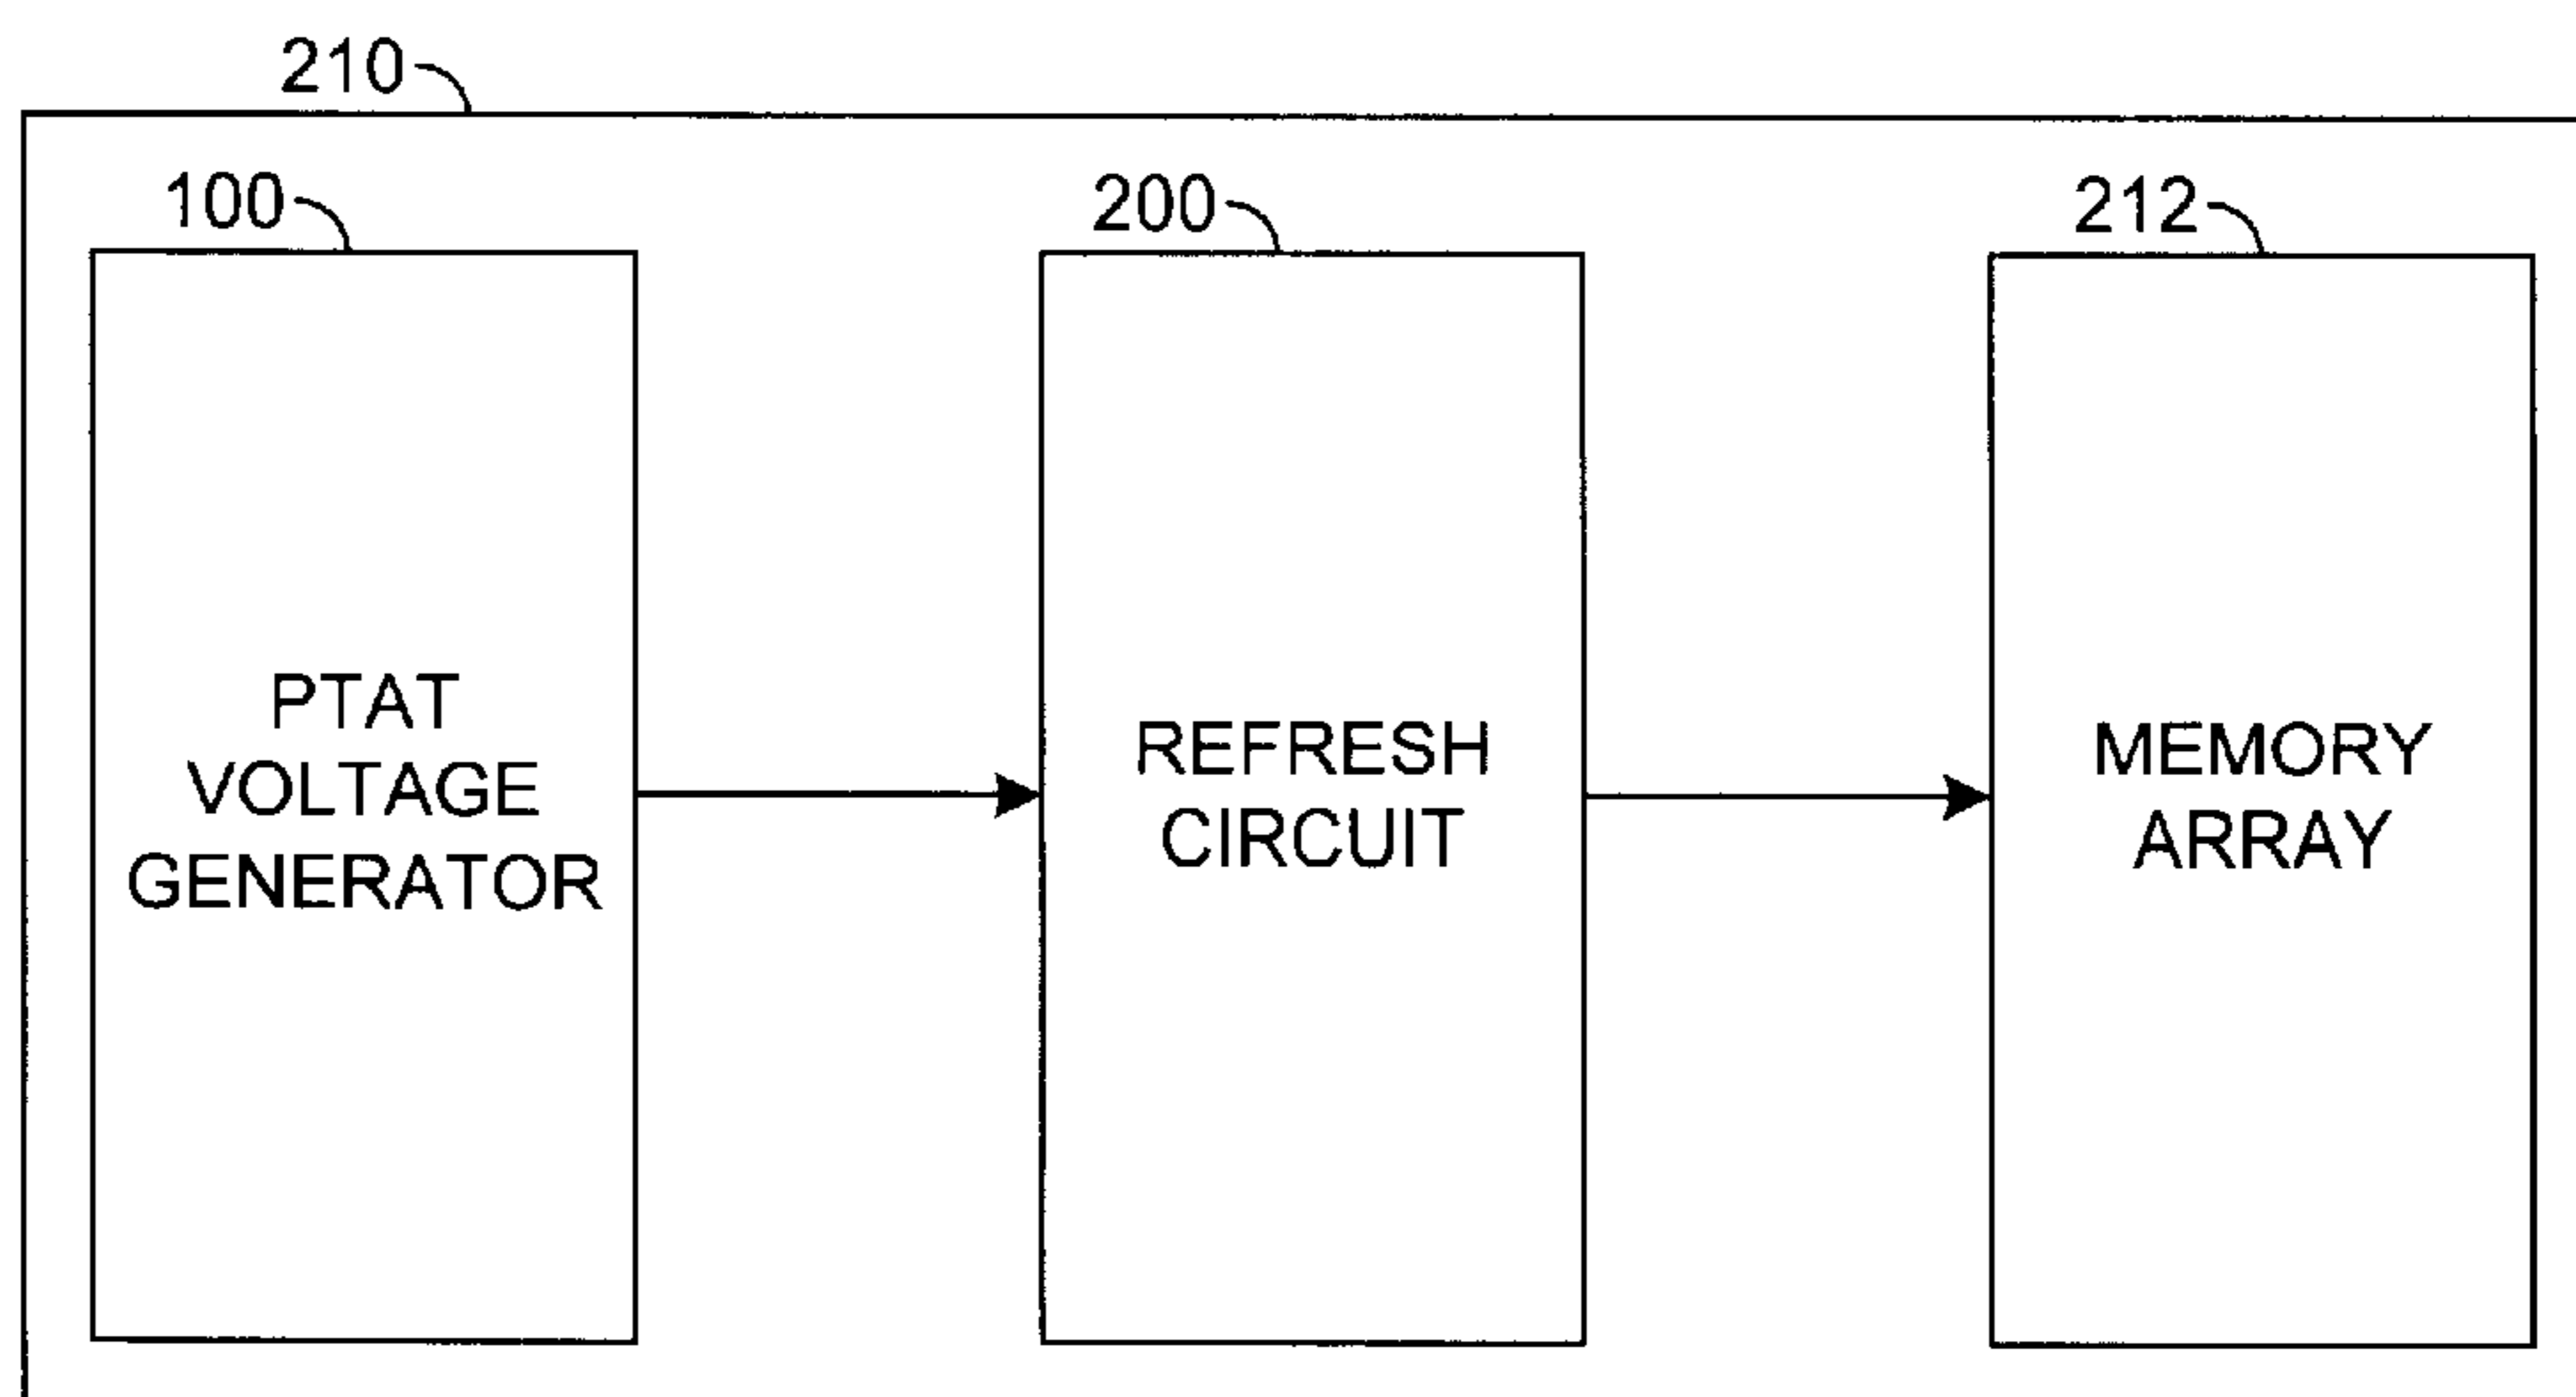 210
100
200
212
PTAT
VOLTAGE
GENERATOR
REFRESH
CIRCUIT
MEMORY
ARRAY